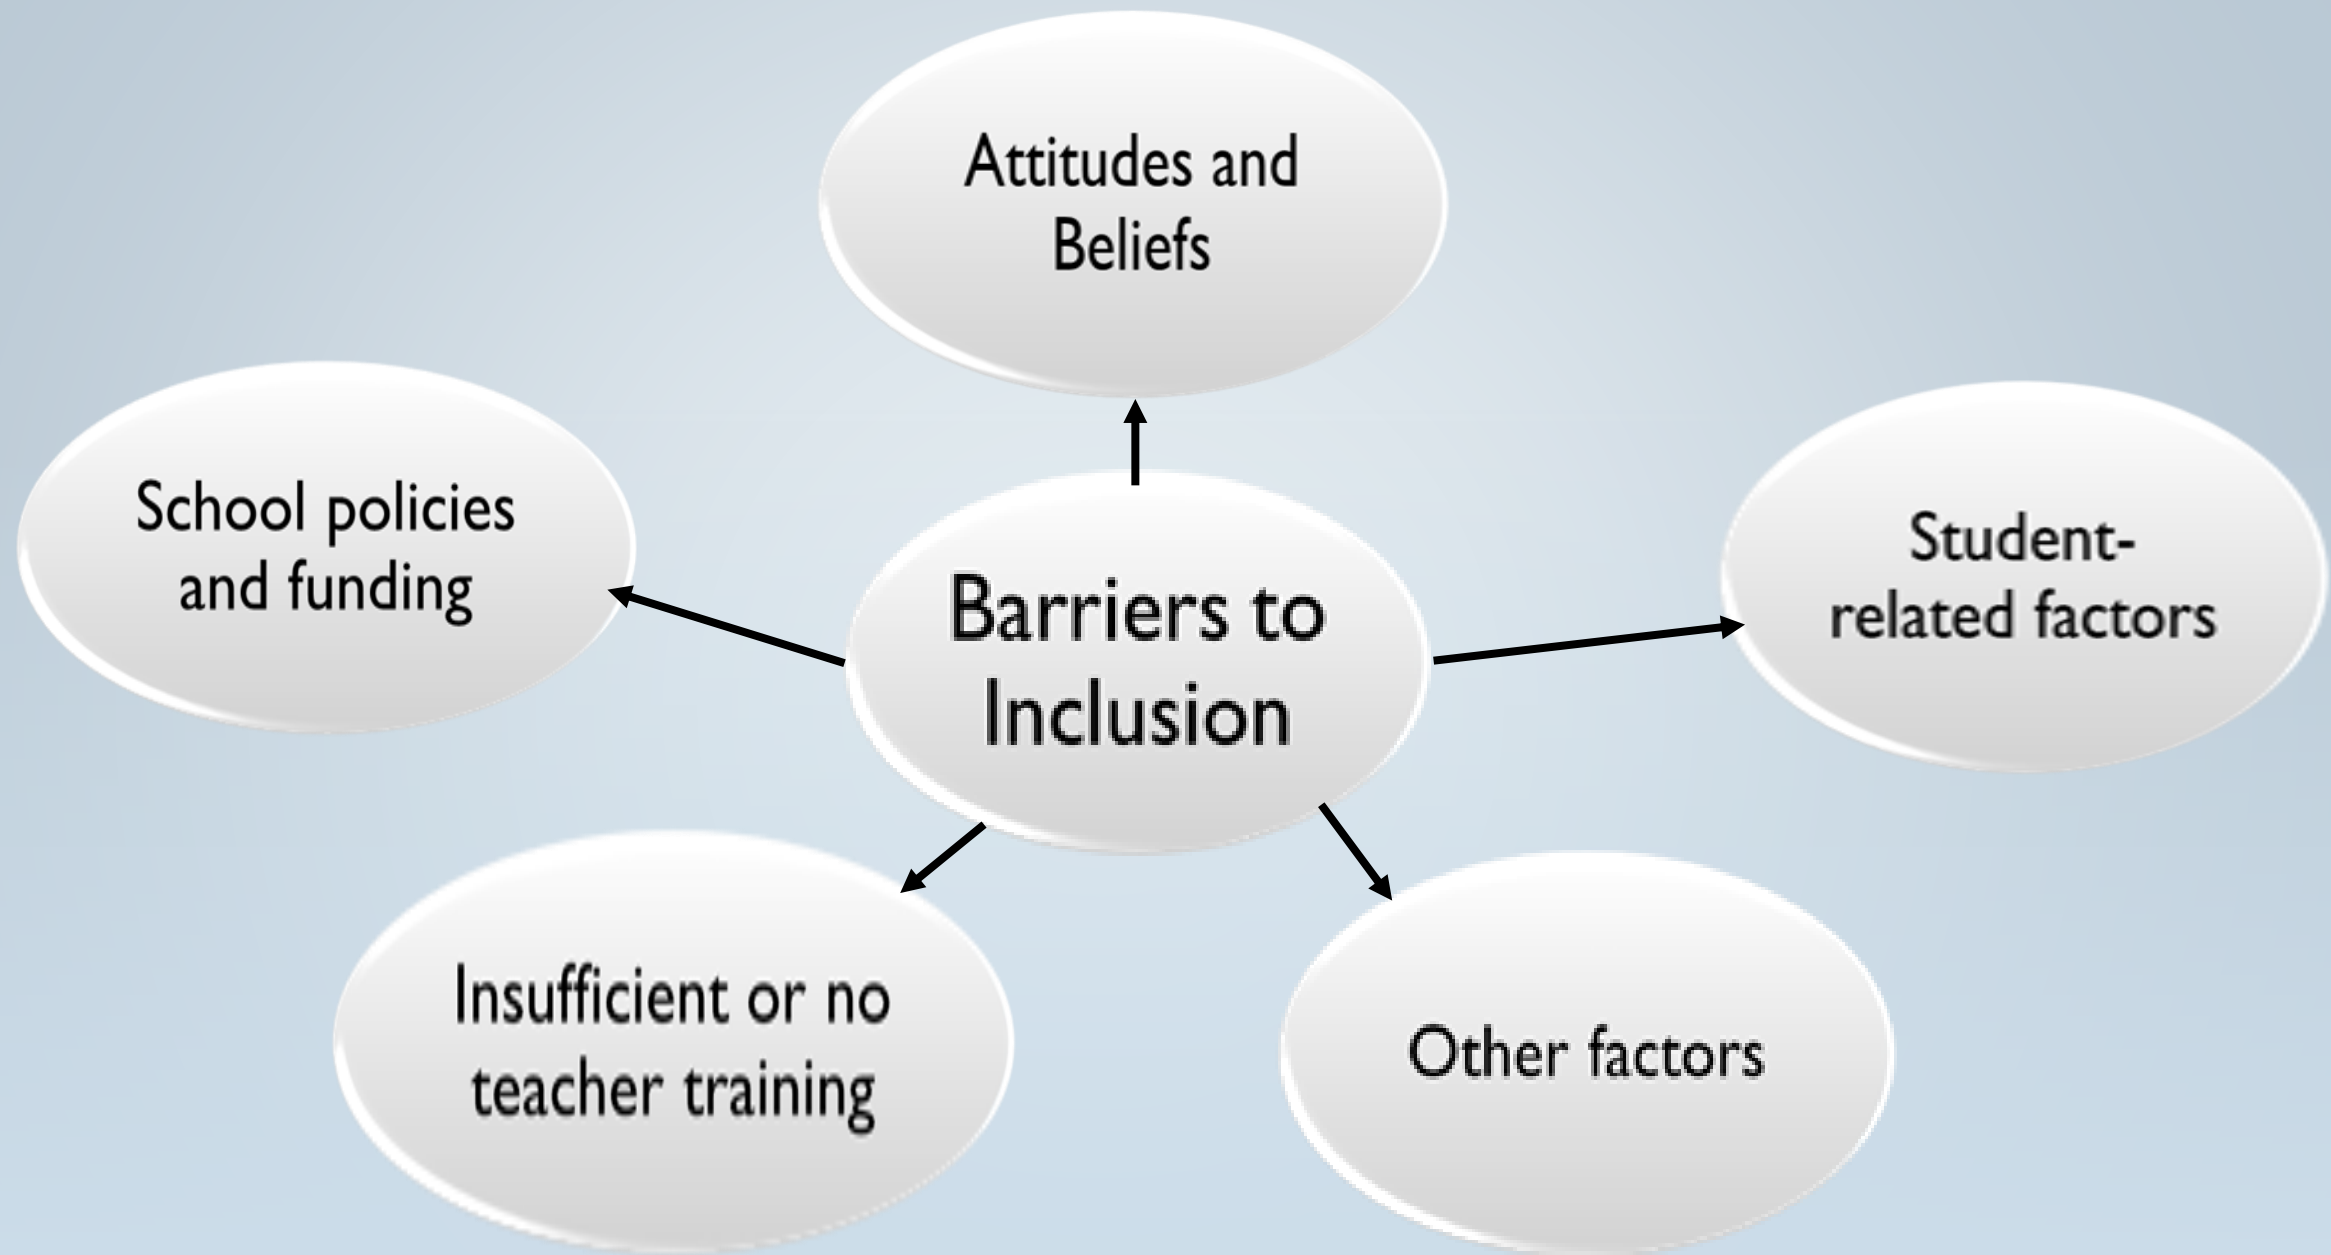 Attitudes and
Beliefs
School policies
and funding
Student-
related factors
Barriers to
Inclusion
Insufficient or no
teacher training
Other factors